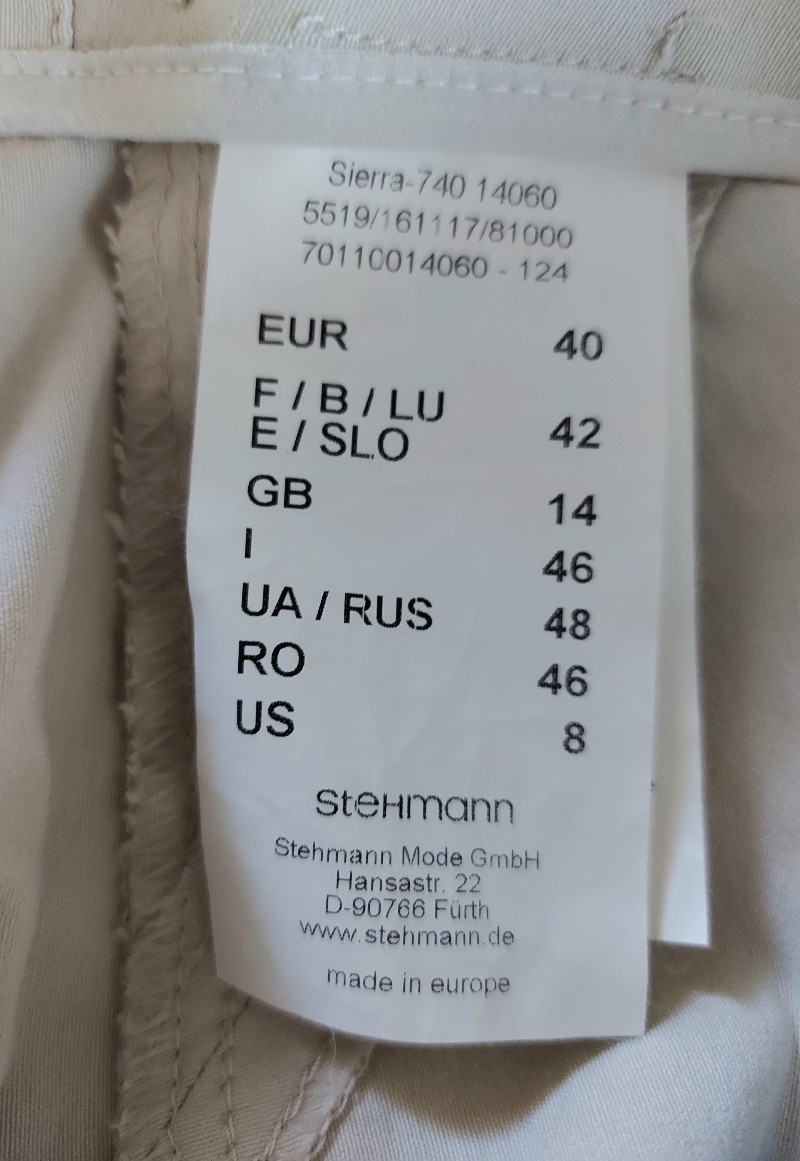 Sierra-740 14060
5519/161117/81000
70110014060 - 124
EUR 40
F / B / LU
E / SLO 42
GB 14
I 46
UA / RUS 48
RO 46
US 8
steHmann
Stehmann Mode GmbH
Hansastr. 22
D-90766 Fürth
www.stehmann.de
made in europe